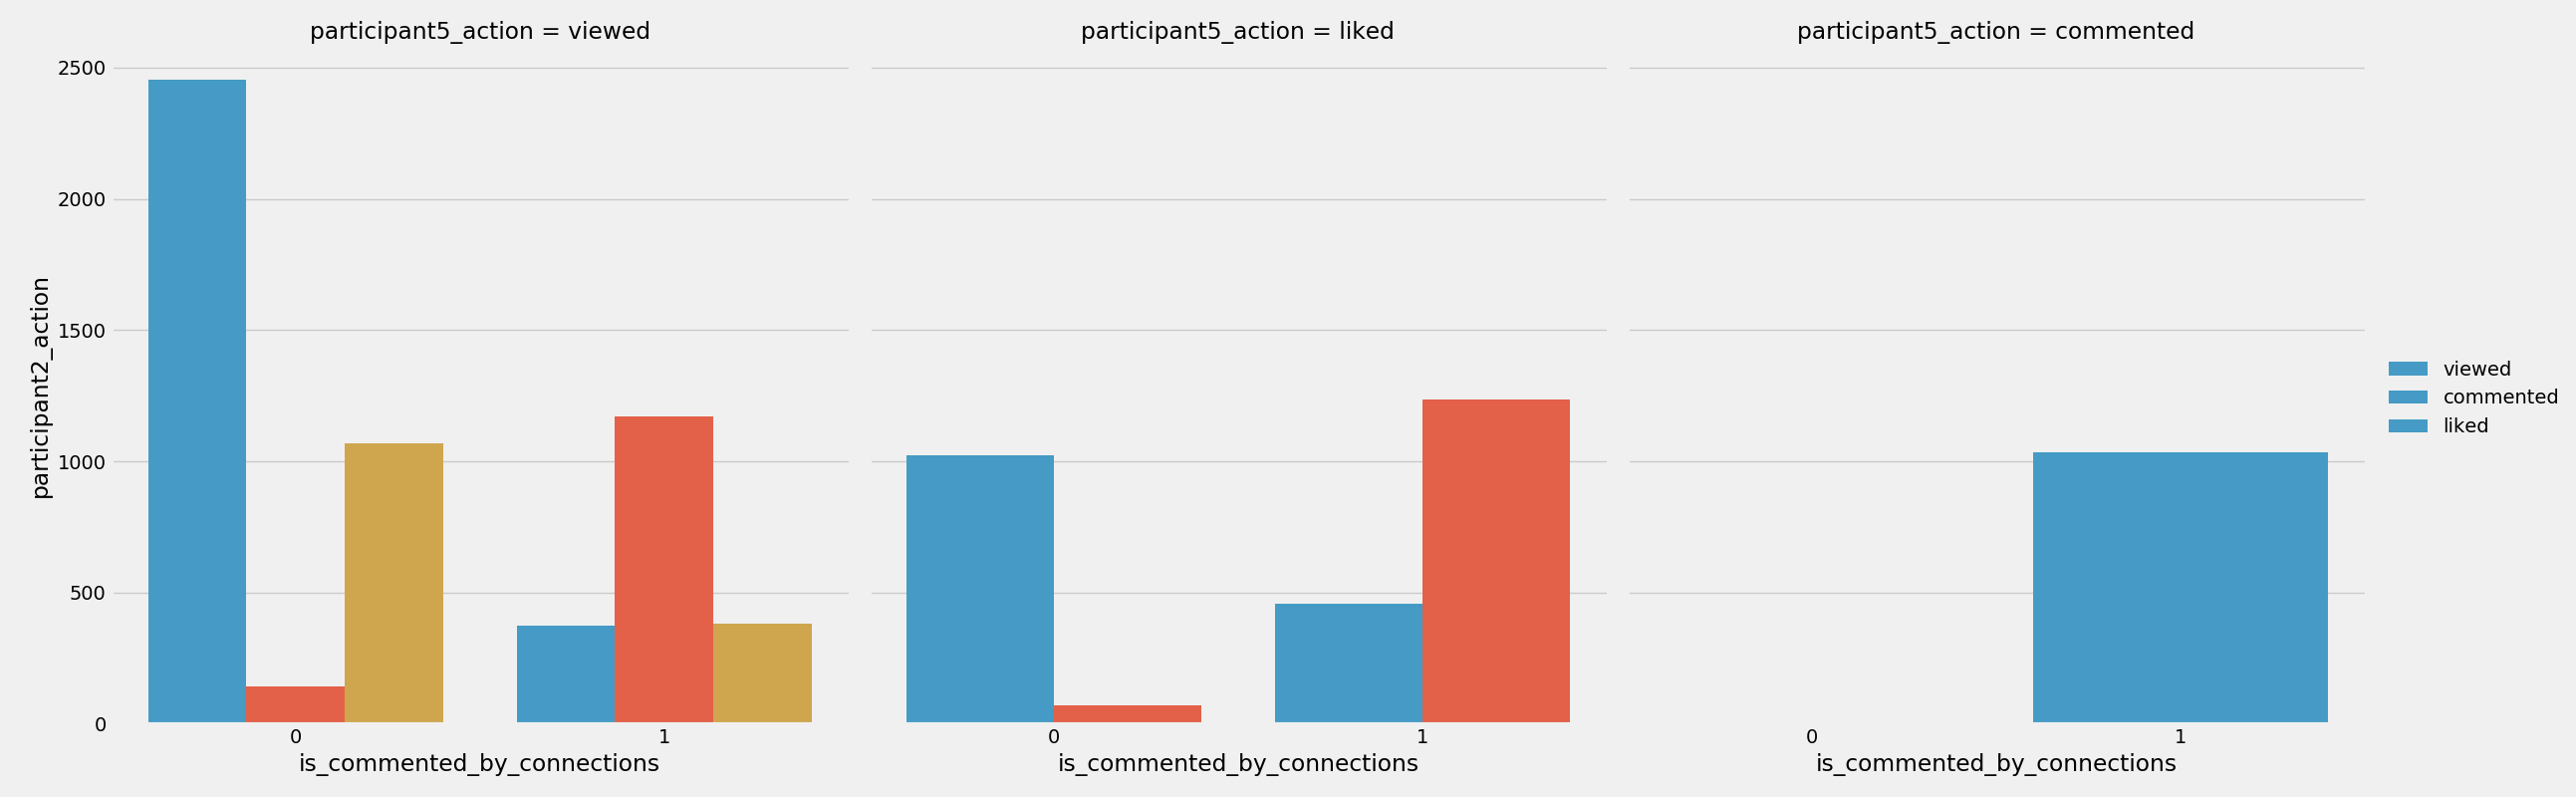 participant5_action = viewed
participant5_action = liked
participant5_action = commented
participant2_action
2500
2000
1500
1000
500
0
0
1
is_commented_by_connections
0
1
is_commented_by_connections
0
1
is_commented_by_connections
viewed
commented
liked